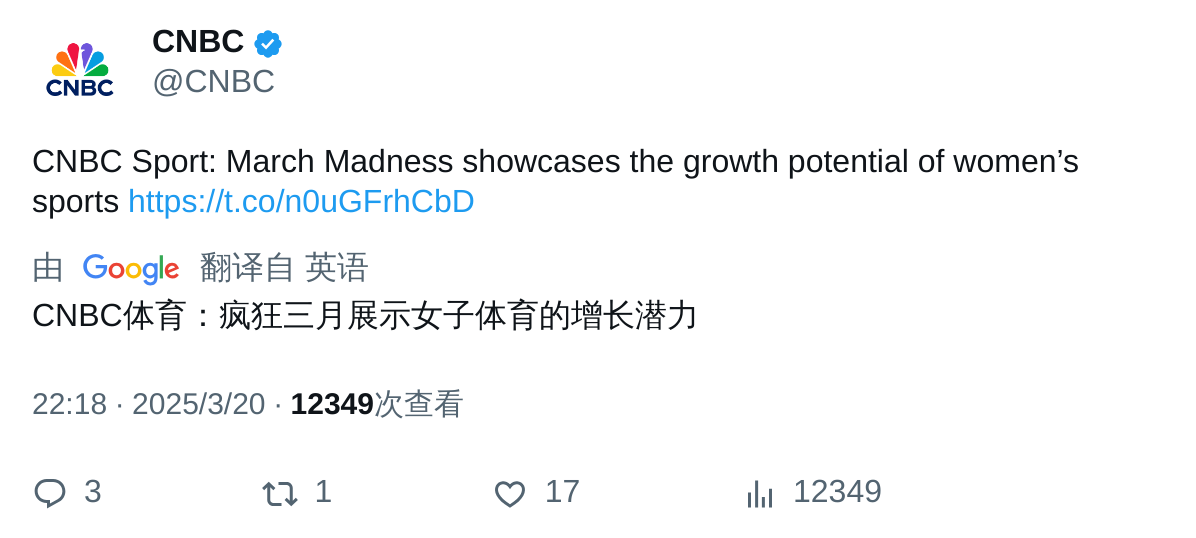 CNBC
@CNBC
CNBC
CNBC Sport: March Madness showcases the growth potential of women’s
sports https://t.co/n0uGFrhCbD
由 Google 翻译自 英语
CNBC体育：疯狂三月展示女子体育的增长潜力
22:18 · 2025/3/20 · 12349次查看
3 1 17 12349